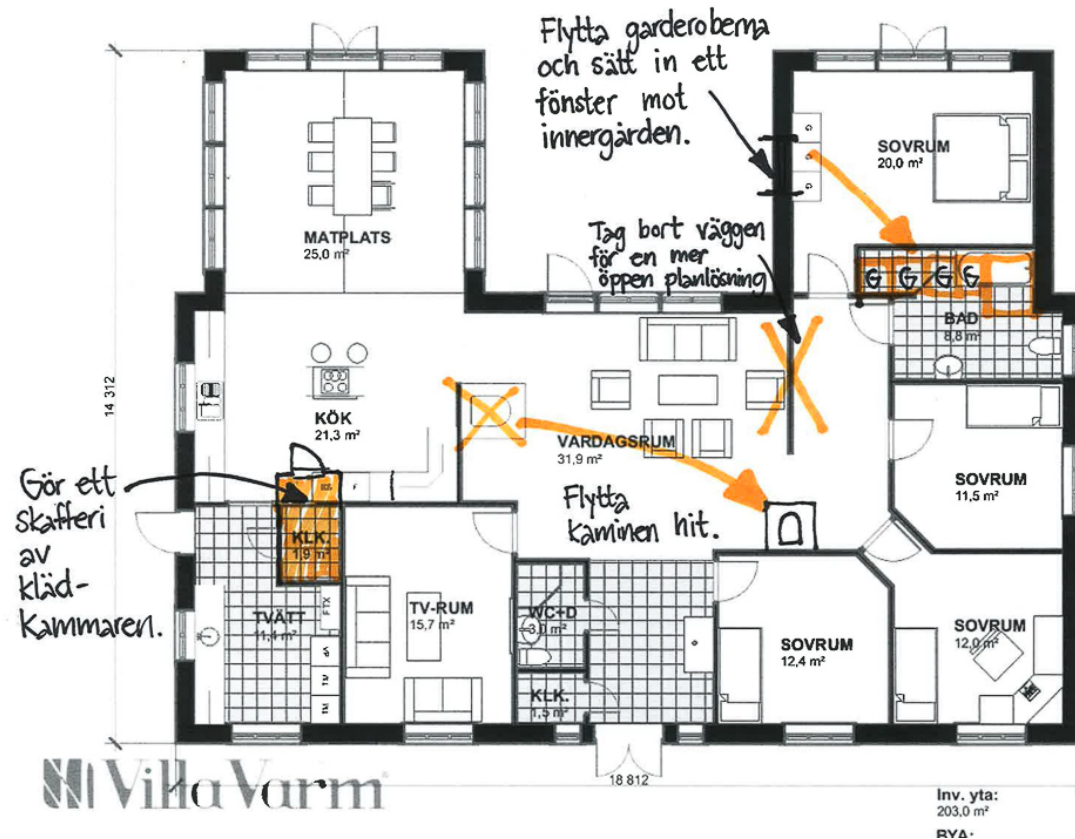 Flytta garderoberna
och sätt in ett
fönster mot
innergården.
G
G
G
SOVRUM
20,0 m²
MATPLATS
25,0 m²
Tag bort väggen
för en mer
öppen planlösning
G G G G
BAD
8,8 m²
14 312
KÖK
21,3 m²
VARDAGSRUM
31,9 m²
SOVRUM
11,5 m²
Gör ett
skafferi
av
kläd-
kammaren.
F
Flytta
kaminen hit.
KLK.
1,9 m²
TVÄTT
11,4 m²
FTX
TM
TV-RUM
15,7 m²
WC+D
3,0 m²
KLK.
1,5 m²
SOVRUM
12,4 m²
SOVRUM
12,0 m²
18 812
VillaVarm
Inv. yta:
203,0 m²
BYA: